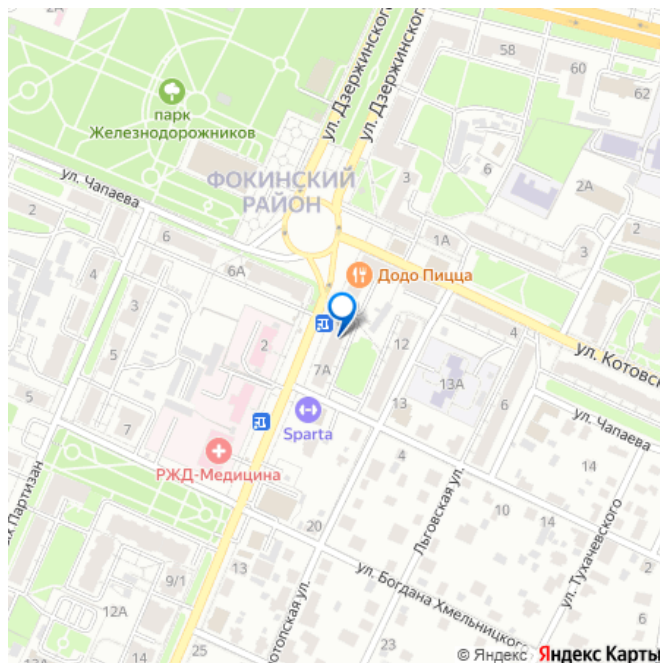 ул. Дзержинского
ул. Дзержинского
58
60
62
парк
Железнодорожников
6
2А
ул. Чапаева
ФОКИНСКИЙ
РАЙОН
3
2
1А
2
6
6А
4
Додо Пицца
3
5
2
12
4
ул. Котовск
7А
13А
6
7
Sparta
13
ул. Чапаева
РЖД-Медицина
4
14
Льговская ул.
10
14
20
ул. Тухачевского
х Партизан
13
9/1
ул. Богдана Хмельницкого
2
12А
отопская ул.
25
23
6
© Яндекс Яндекс Карты